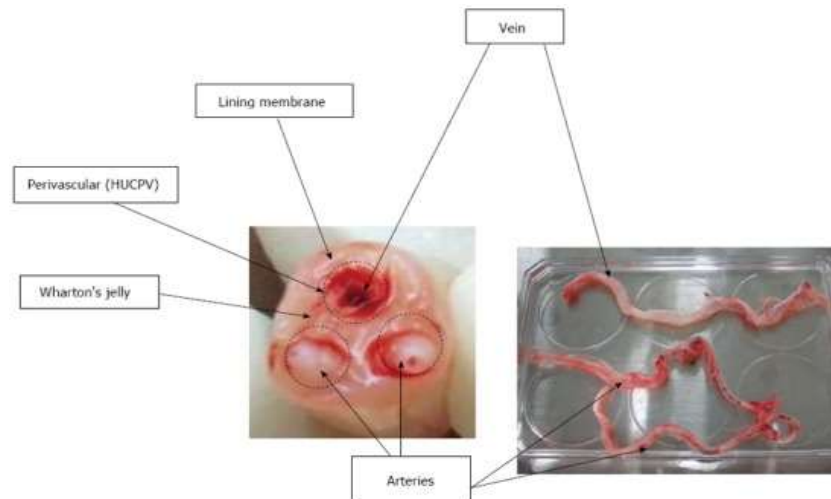 Vein
Lining membrane
Perivascular (HUCPV)
Wharton's jelly
Arteries